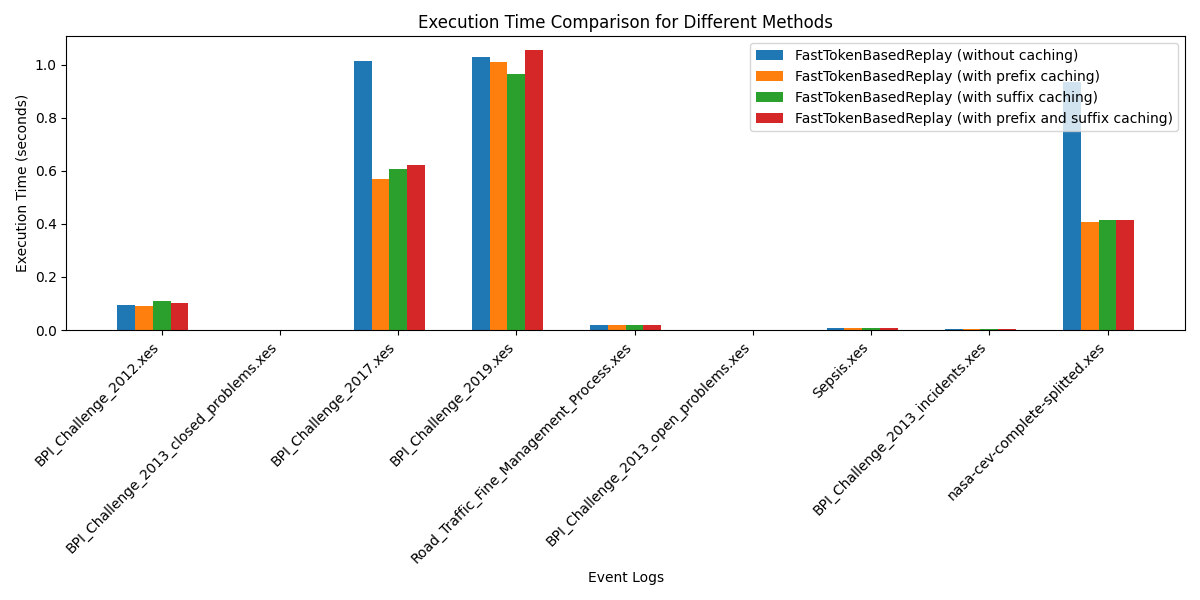 Execution Time Comparison for Different Methods
FastTokenBasedReplay (without caching)
FastTokenBasedReplay (with prefix caching)
FastTokenBasedReplay (with suffix caching)
FastTokenBasedReplay (with prefix and suffix caching)
Execution Time (seconds)
1.0
0.8
0.6
0.4
0.2
0.0
BPI_Challenge_2012.xes
BPI_Challenge_2013_closed_problems.xes
BPI_Challenge_2017.xes
BPI_Challenge_2019.xes
Road_Traffic_Fine_Management_Process.xes
BPI_Challenge_2013_open_problems.xes
Sepsis.xes
BPI_Challenge_2013_incidents.xes
nasa-cev-complete-splitted.xes
Event Logs